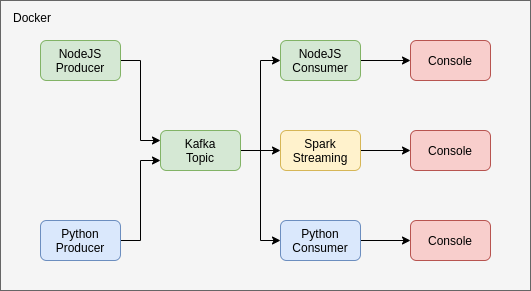 Docker
NodeJS
Producer
NodeJS
Consumer
Console
Kafka
Topic
Spark
Streaming
Console
Python
Producer
Python
Consumer
Console